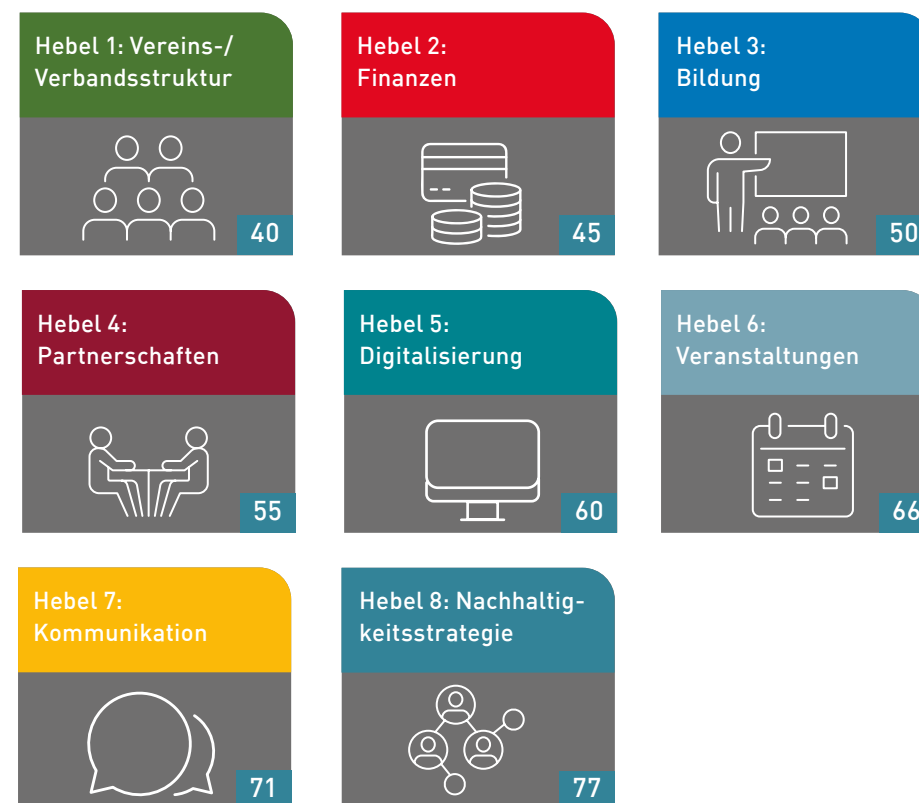 Hebel 1: Vereins-/
Verbandsstruktur
40
Hebel 2:
Finanzen
45
Hebel 3:
Bildung
50
Hebel 4:
Partnerschaften
55
Hebel 5:
Digitalisierung
60
Hebel 6:
Veranstaltungen
66
Hebel 7:
Kommunikation
71
Hebel 8: Nachhaltig-
keitsstrategie
77